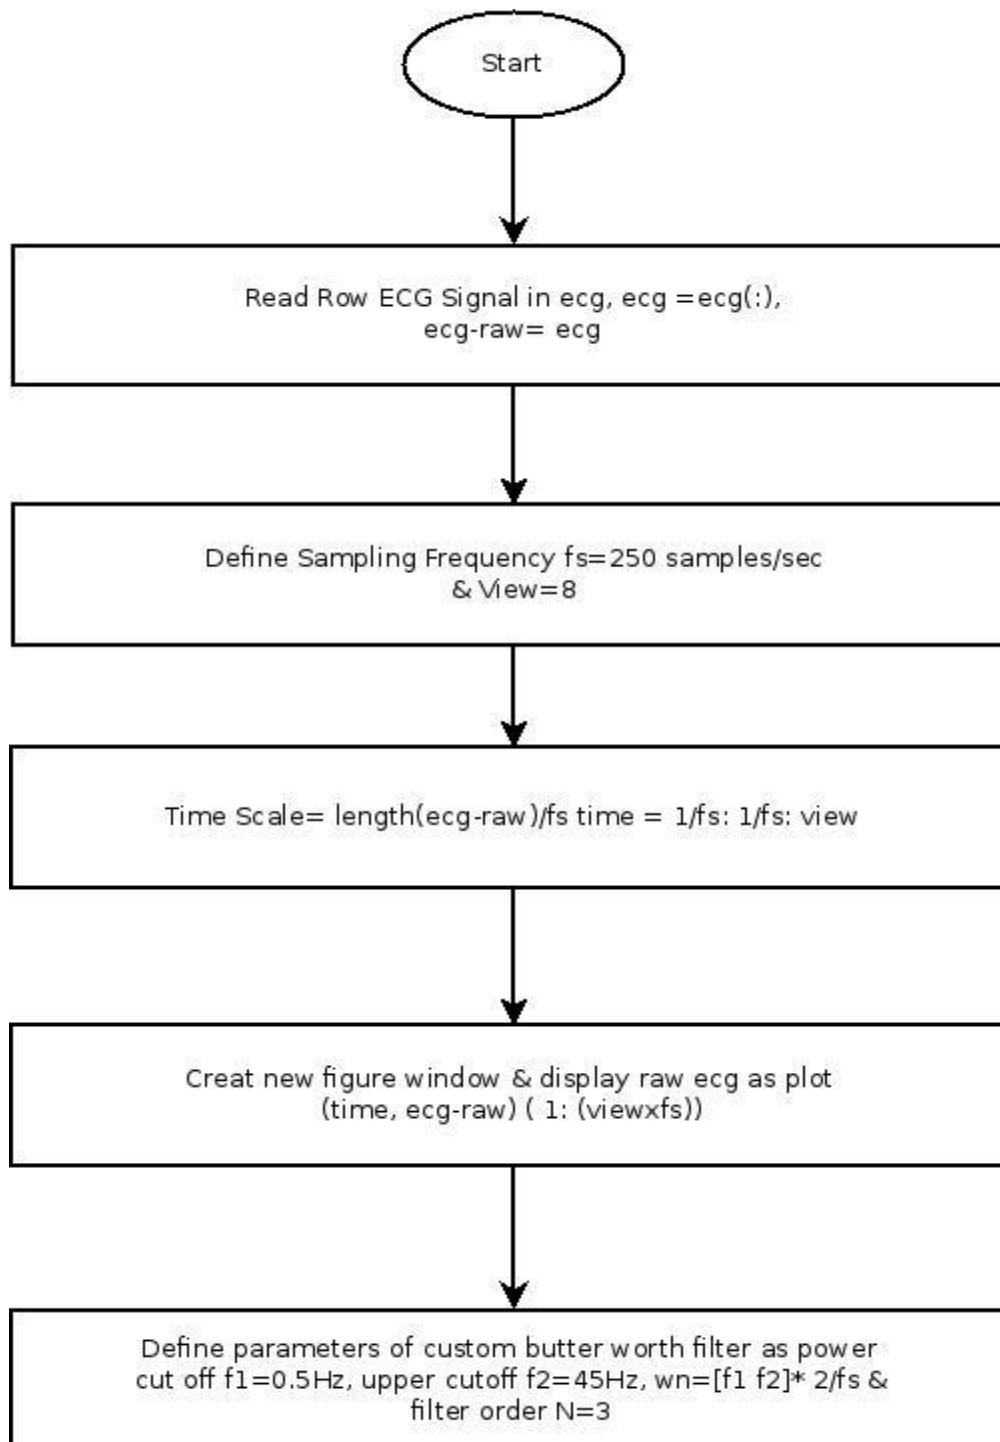 Start
Read Row ECG Signal in ecg, ecg =ecg(:),
ecg-raw= ecg
Define Sampling Frequency fs=250 samples/sec
& View=8
Time Scale= length(ecg-raw)/fs time = 1/fs: 1/fs: view
Creat new figure window & display raw ecg as plot
(time, ecg-raw) ( 1: (viewxfs))
Define parameters of custom butter worth filter as power
cut off f1=0.5Hz, upper cutoff f2=45Hz, wn=[f1 f2]* 2/fs &
filter order N=3